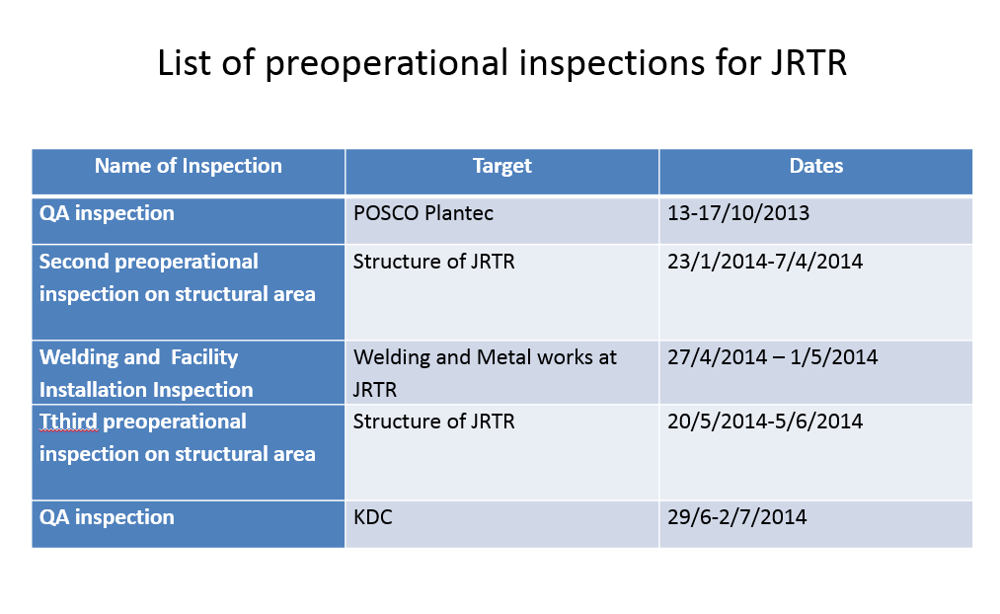 List of preoperational inspections for JRTR
Name of Inspection Target Dates
QA inspection POSCO Plantec 13-17/10/2013
Second preoperational Structure of JRTR 23/1/2014-7/4/2014
inspection on structural area
Welding and  Facility Welding and Metal works at 27/4/2014 – 1/5/2014
Installation Inspection JRTR
Tthird preoperational Structure of JRTR 20/5/2014-5/6/2014
inspection on structural area
QA inspection KDC 29/6-2/7/2014